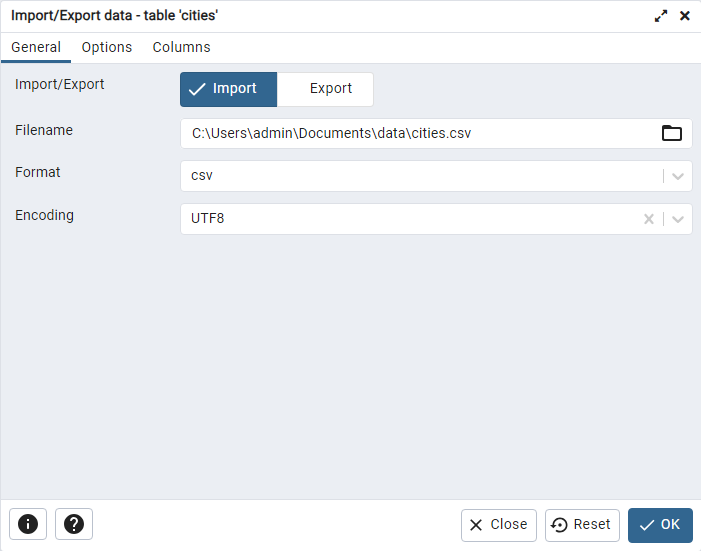 Import/Export data - table 'cities'
General Options Columns
Import/Export Import Export
Filename C:\Users\admin\Documents\data\cities.csv
Format csv
Encoding UTF8
Close Reset OK